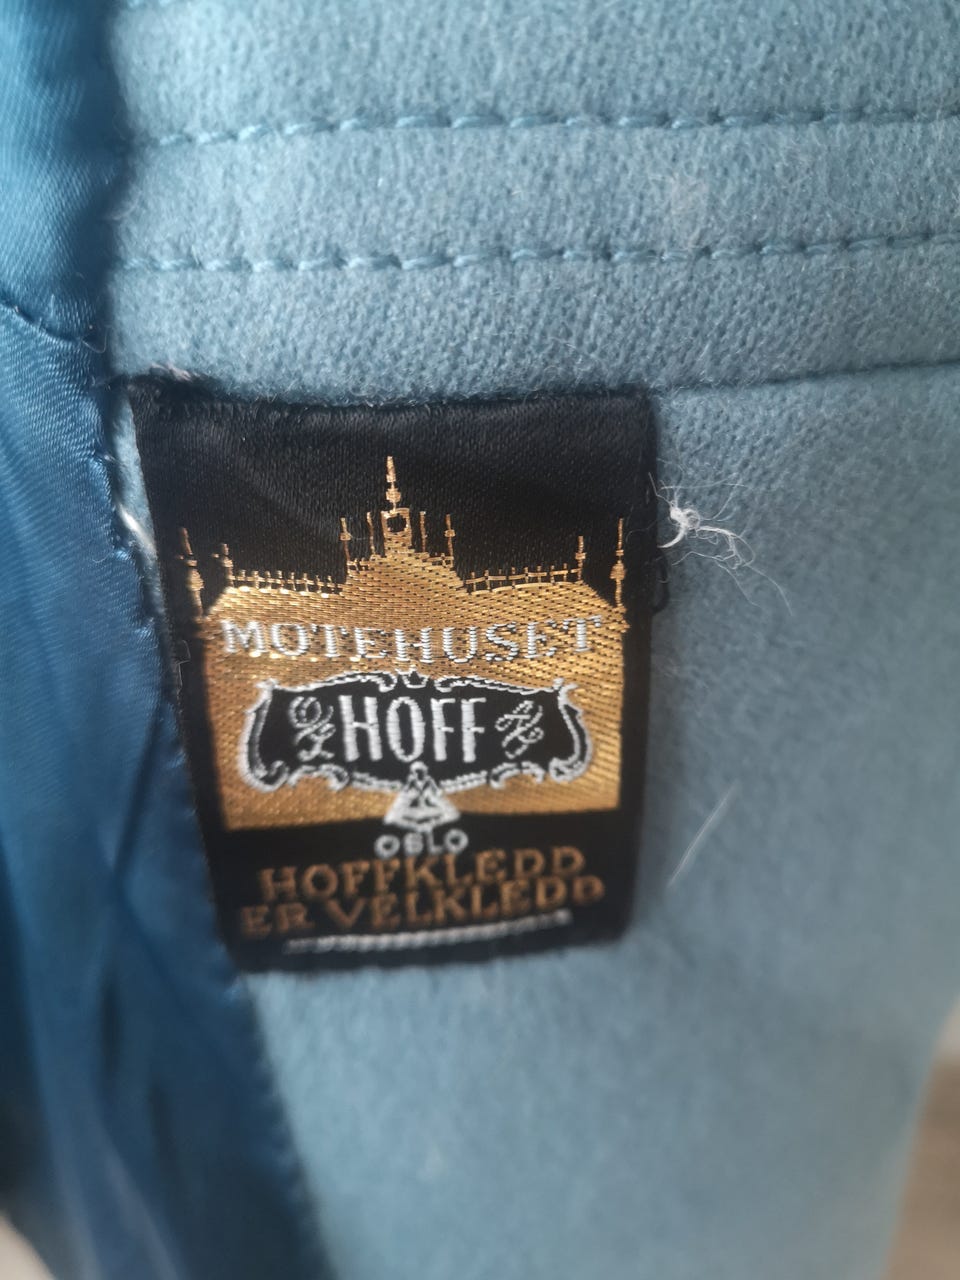 MOTEHUSET
HOFF
OSLO
HOFFKLEDD
ER VELKLEDD